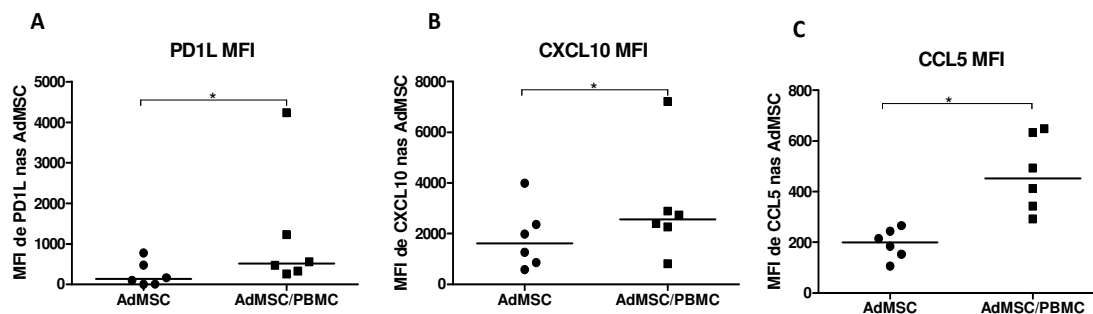 A
PD1L MFI
MFI de PD1L nas AdMSC
5000
4000
3000
2000
1000
0
*
AdMSC
AdMSC/PBMC
B
CXCL10 MFI
MFI de CXCL10 nas AdMSC
8000
6000
4000
2000
0
*
AdMSC
AdMSC/PBMC
C
CCL5 MFI
MFI de CCL5 nas AdMSC
800
600
400
200
0
*
AdMSC
AdMSC/PBMC